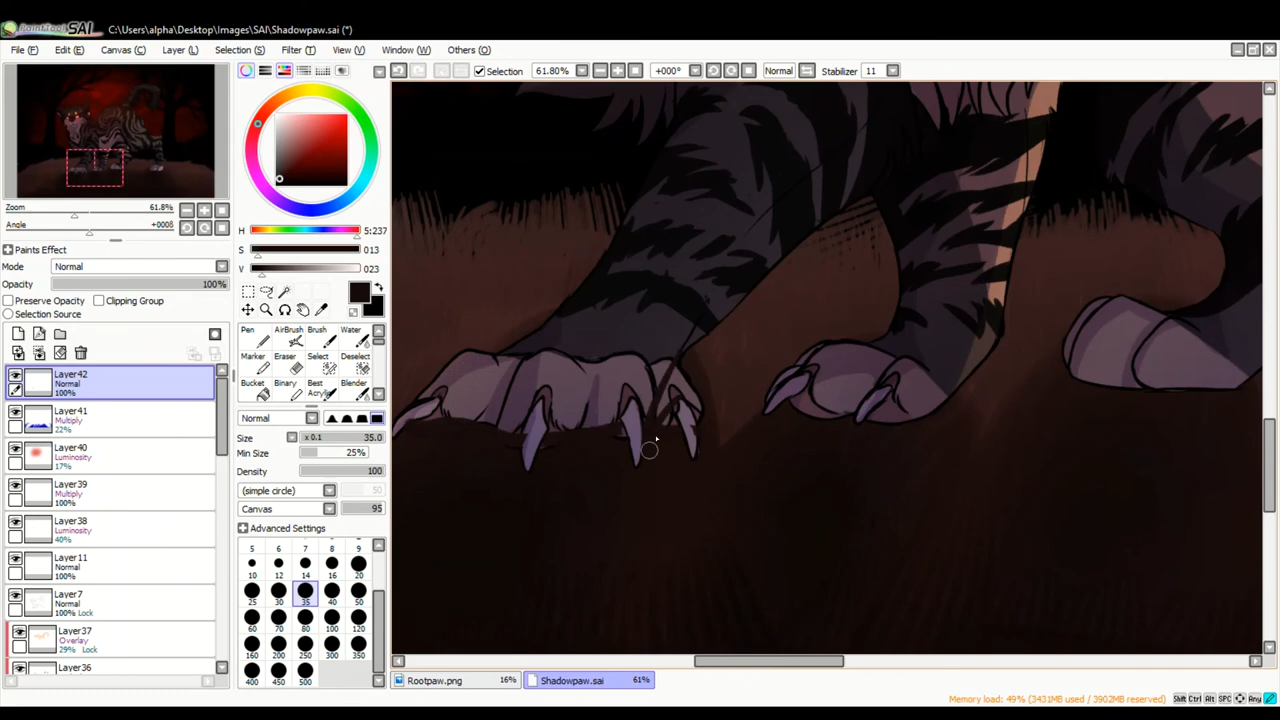 PaintTool SAI C:\Users\alpha\Desktop\Images\SAI\Shadowpaw.sai (*)
File (F) Edit (E) Canvas (C) Layer (L) Selection (S) Filter (T) View (V) Window (W) Others (O)
Selection 61.80% +000° Normal Stabilizer 11
Zoom 61.8%
Angle +000θ
Paints Effect
Mode Normal
Opacity 100%
Preserve Opacity Clipping Group
Selection Source
Layer42
Normal
100%
Layer41
Multiply
22%
Layer40
Luminosity
17%
Layer39
Multiply
100%
Layer38
Luminosity
40%
Layer11
Normal
100%
Layer7
Normal
100% Lock
Layer37
Overlay
29% Lock
Layer36
H 5:237
S 013
V 023
Pen AirBrush Brush Water
Marker Eraser Select Deselect
Bucket Binary Best Acrylic Blender
Normal
Size x 0.1 35.0
Min Size 25%
Density 100
(simple circle) 50
Canvas 95
Advanced Settings
5 6 7 8 9
10 12 14 16 20
25 30 35 40 50
60 70 80 100 120
160 200 250 300 350
400 450 500
Rootpaw.png 16% Shadowpaw.sai 61%
Memory load: 49% (3431MB used / 3902MB reserved) Shift Ctrl Alt SPC Any